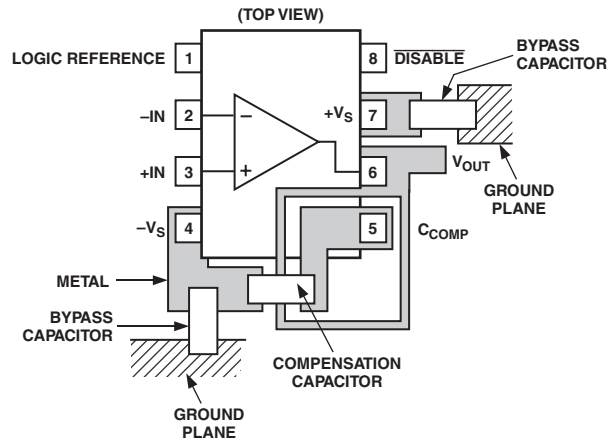 (TOP VIEW)
LOGIC REFERENCE
1
8
DISABLE
BYPASS
CAPACITOR
–IN
2
–
+VS
7
+IN
3
+
6
VOUT
GROUND
PLANE
–VS
4
5
CCOMP
METAL
BYPASS
CAPACITOR
COMPENSATION
CAPACITOR
GROUND
PLANE